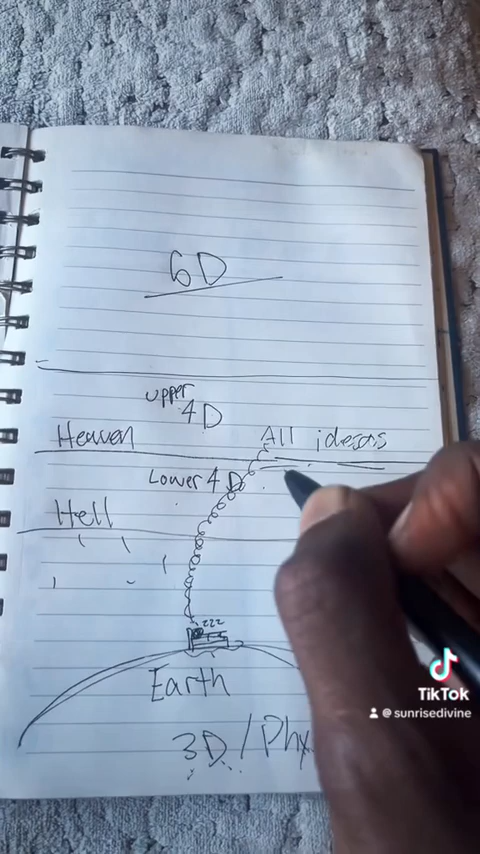 6D
upper
4D
Heaven
All ideas
Lower 4D
Hell
zzz
Earth
3D / Phy
TikTok
@ sunrisedivine